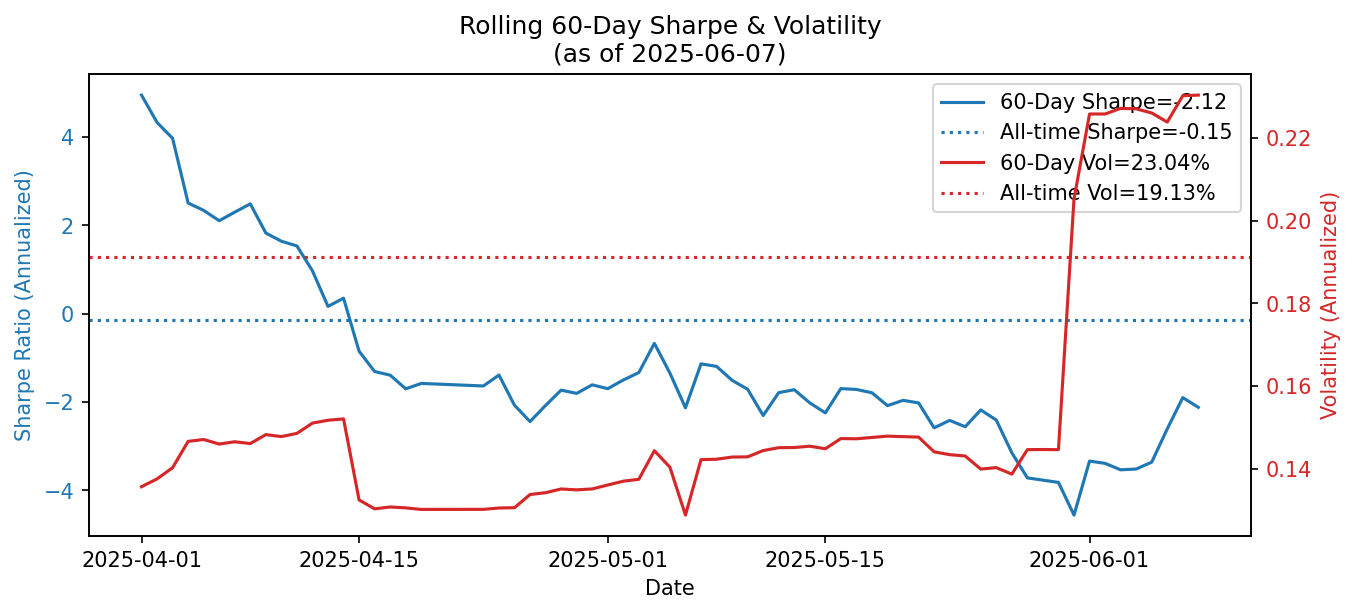 Rolling 60-Day Sharpe & Volatility
(as of 2025-06-07)
60-Day Sharpe=-2.12
All-time Sharpe=-0.15
60-Day Vol=23.04%
All-time Vol=19.13%
Sharpe Ratio (Annualized)
4
2
0
−2
−4
0.22
0.20
0.18
0.16
0.14
Volatility (Annualized)
2025-04-01
2025-04-15
2025-05-01
2025-05-15
2025-06-01
Date